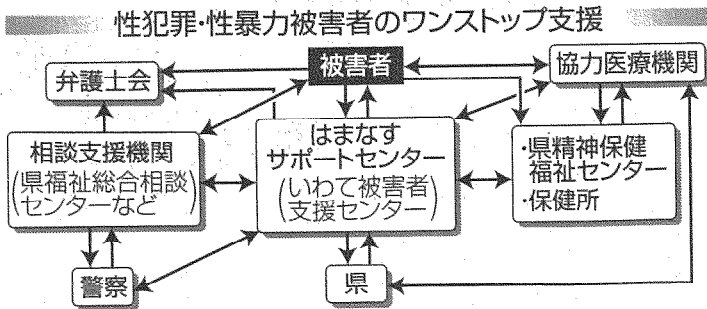 性犯罪・性暴力被害者のワンストップ支援
弁護士会
被害者
協力医療機関
相談支援機関
(県福祉総合相談
センターなど)
はまなす
サポートセンター
(いわて被害者
支援センター)
・県精神保健
福祉センター
・保健所
警察
県